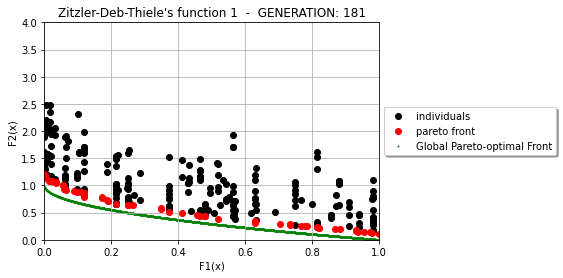 Zitzler-Deb-Thiele's function 1 - GENERATION: 181
4.0
3.5
3.0
2.5
2.0
1.5
1.0
0.5
0.0
F2(x)
0.0 0.2 0.4 0.6 0.8 1.0
F1(x)
individuals
pareto front
Global Pareto-optimal Front